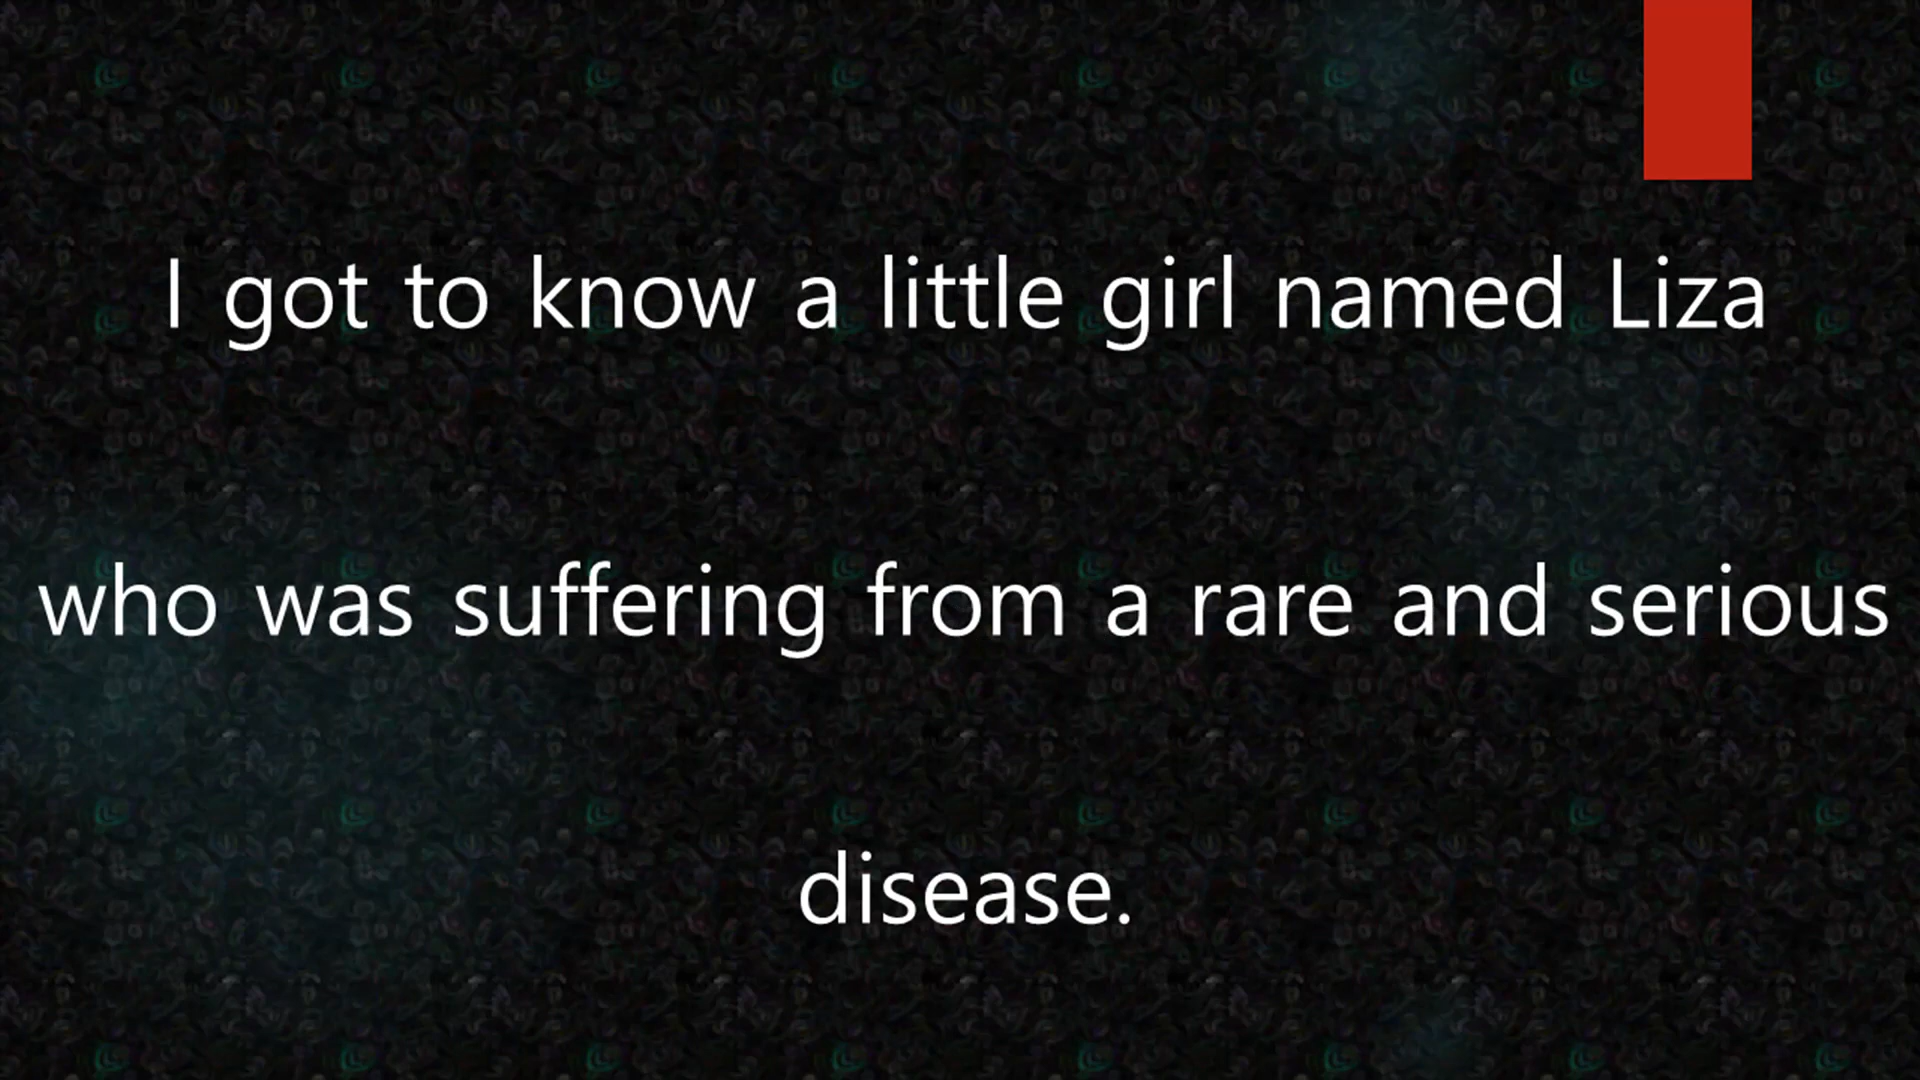 I got to know a little girl named Liza
who was suffering from a rare and serious
disease.